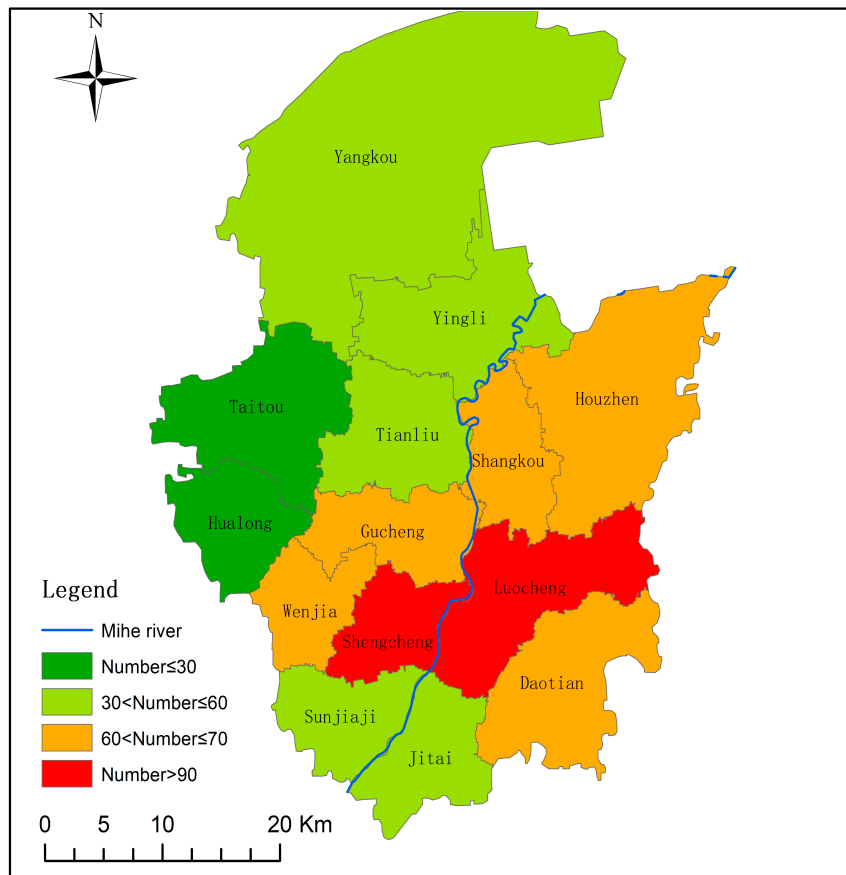 N
Yangkou
Yingli
Taitou
Houzhen
Tianliu
Shangkou
Hualong
Gucheng
Luocheng
Wenjia
Shengcheng
Daotian
Sunjiaji
Jitai
Legend
Mihe river
Number≤30
30<Number≤60
60<Number≤70
Number>90
0 5 10 20 Km